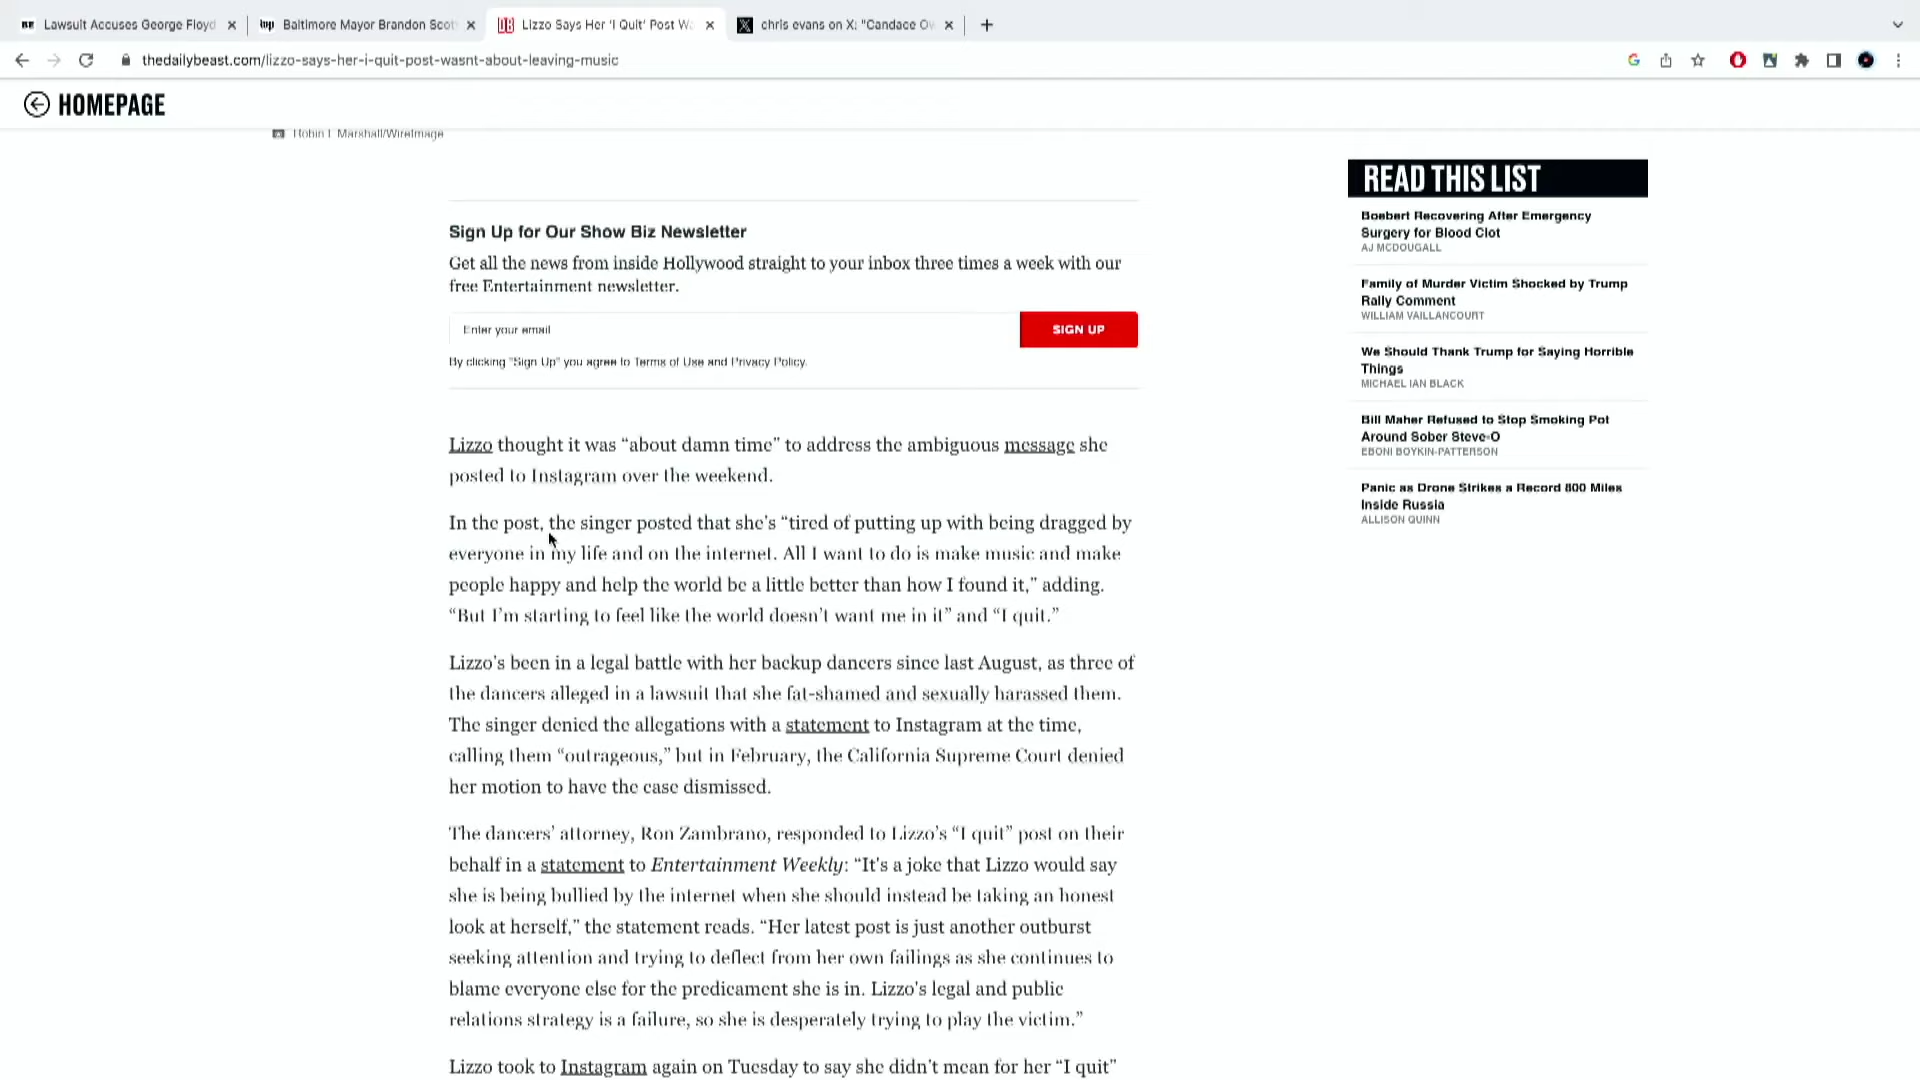 Lawsuit Accuses George Floyd
Baltimore Mayor Brandon Scot
Lizzo Says Her 'I Quit' Post Wa
chris evans on X: "Candace Ow
thedailybeast.com/lizzo-says-her-i-quit-post-wasnt-about-leaving-music
HOMEPAGE
Robin L Marshall/WireImage
Sign Up for Our Show Biz Newsletter
Get all the news from inside Hollywood straight to your inbox three times a week with our
free Entertainment newsletter.
Enter your email
SIGN UP
By clicking "Sign Up" you agree to Terms of Use and Privacy Policy.
Lizzo thought it was “about damn time” to address the ambiguous message she
posted to Instagram over the weekend.
In the post, the singer posted that she’s “tired of putting up with being dragged by
everyone in my life and on the internet. All I want to do is make music and make
people happy and help the world be a little better than how I found it,” adding.
“But I’m starting to feel like the world doesn’t want me in it” and “I quit.”
Lizzo’s been in a legal battle with her backup dancers since last August, as three of
the dancers alleged in a lawsuit that she fat-shamed and sexually harassed them.
The singer denied the allegations with a statement to Instagram at the time,
calling them “outrageous,” but in February, the California Supreme Court denied
her motion to have the case dismissed.
The dancers’ attorney, Ron Zambrano, responded to Lizzo’s “I quit” post on their
behalf in a statement to Entertainment Weekly: “It's a joke that Lizzo would say
she is being bullied by the internet when she should instead be taking an honest
look at herself,” the statement reads. “Her latest post is just another outburst
seeking attention and trying to deflect from her own failings as she continues to
blame everyone else for the predicament she is in. Lizzo's legal and public
relations strategy is a failure, so she is desperately trying to play the victim.”
Lizzo took to Instagram again on Tuesday to say she didn’t mean for her “I quit”
READ THIS LIST
Boebert Recovering After Emergency
Surgery for Blood Clot
AJ MCDOUGALL
Family of Murder Victim Shocked by Trump
Rally Comment
WILLIAM VAILLANCOURT
We Should Thank Trump for Saying Horrible
Things
MICHAEL IAN BLACK
Bill Maher Refused to Stop Smoking Pot
Around Sober Steve-O
EBONI BOYKIN-PATTERSON
Panic as Drone Strikes a Record 800 Miles
Inside Russia
ALLISON QUINN